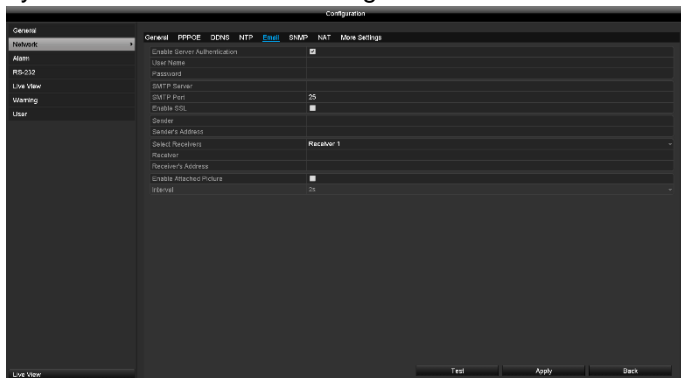 Configuration
General
Network
Alarm
RS-232
Live View
Warning
User
General PPPOE DDNS NTP Email SNMP NAT More Settings
Enable Server Authentication
User Name
Password
SMTP Server
SMTP Port 25
Enable SSL
Sender
Sender's Address
Select Receivers Receiver 1
Receiver
Receiver's Address
Enable Attached Picture
Interval 2s
Live View
Test Apply Back